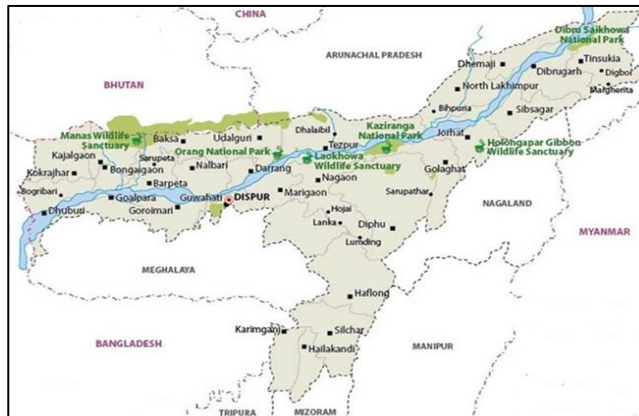 CHINA
Dibru Saikhowa
National Park
ARUNACHAL PRADESH
Tinsukia
Dhemaji
Dibrugarh
Digboi
BHUTAN
North Lakhimpur
Margherita
Bihpuria
Sibsagar
Kaziranga
National Park
Dhalaibil
Manas Wildlife
Sanctuary
Baksa
Udalguri
Tezpur
Jorhat
Holongapar Gibbon
Wildlife Sanctuary
Orang National Park
Kajalgaon
Sarupeta
Laokhowa
Wildlife Sanctuary
Golaghat
Kokrajhar
Bongaigaon
Nalbari
Darrang
Nagaon
Barpeta
Marigaon
Sarupathar
Bogribari
Goalpara
Guwahati
DISPUR
NAGALAND
Dhuburi
Goroimari
Hojai
Lanka
Diphu
MYANMAR
Lumding
MEGHALAYA
Haflong
Karimganj
Silchar
BANGLADESH
Hailakandi
MANIPUR
TRIPURA
MIZORAM